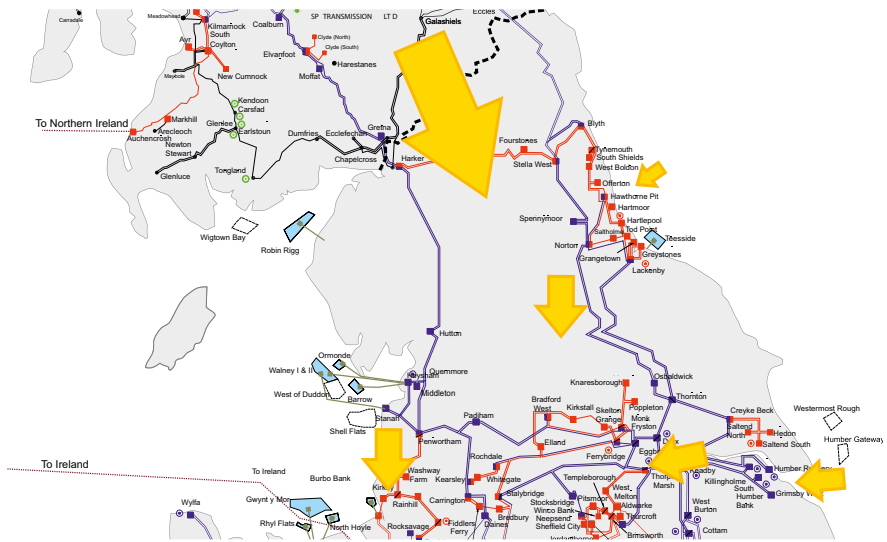 Carradale
Meadowhead
Coalburn
SP TRANSMISSION LTD
Galashiels
Eccles
Kilmarnock
South
Coylton
Ayr
Elvanfoot
Clyde (North)
Clyde (South)
Harestanes
Moffat
Maybole
New Cumnock
Kendoon
Carsfad
Glenlee
Earlstoun
To Northern Ireland
Markhill
Arecleoch
Auchencrosh
Newton
Stewart
Glenluce
Tongland
Dumfries
Ecclefechan
Gretna
Chapelcross
Harker
Fourstones
Stella West
Blyth
Tynemouth
South Shields
West Boldon
Offerton
Hawthorne Pit
Hartmoor
Hartlepool
Saltholme
Tod Point
Teesside
Spennymoor
Norton
Greystones
Grangetown
Lackenby
Wigtown Bay
Robin Rigg
Hutton
Ormonde
Walney I & II
Heysham
Quernmore
Middleton
West of Duddon
Barrow
Stanah
Shell Flats
Penwortham
Padiham
Bradford
West
Kirkstall
Skelton
Grange
Knaresborough
Poppleton
Monk
Fryston
Osbaldwick
Thornton
Creyke Beck
Saltend
North
Hedon
Saltend South
Westermost Rough
Humber Gateway
Elland
Ferrybridge
Rochdale
Washway
Farm
Kearsley
Whitegate
Templeborough
Thorpe
Marsh
Keadby
Killingholme
South
Humber
Bank
Grimsby W
To Ireland
To Ireland
Burbo Bank
Gwynt y Mor
Rhyl Flats
North Hoyle
Wylfa
Rainhill
Rocksavage
Fiddlers
Ferry
Carrington
Daines
Stalybridge
Bredbury
Stocksbridge
Pitsmoor
Winco Bank
Neepsend
Sheffield City
West
Melton
Aldwarke
Thurcroft
Brinsworth
West
Burton
Cottam